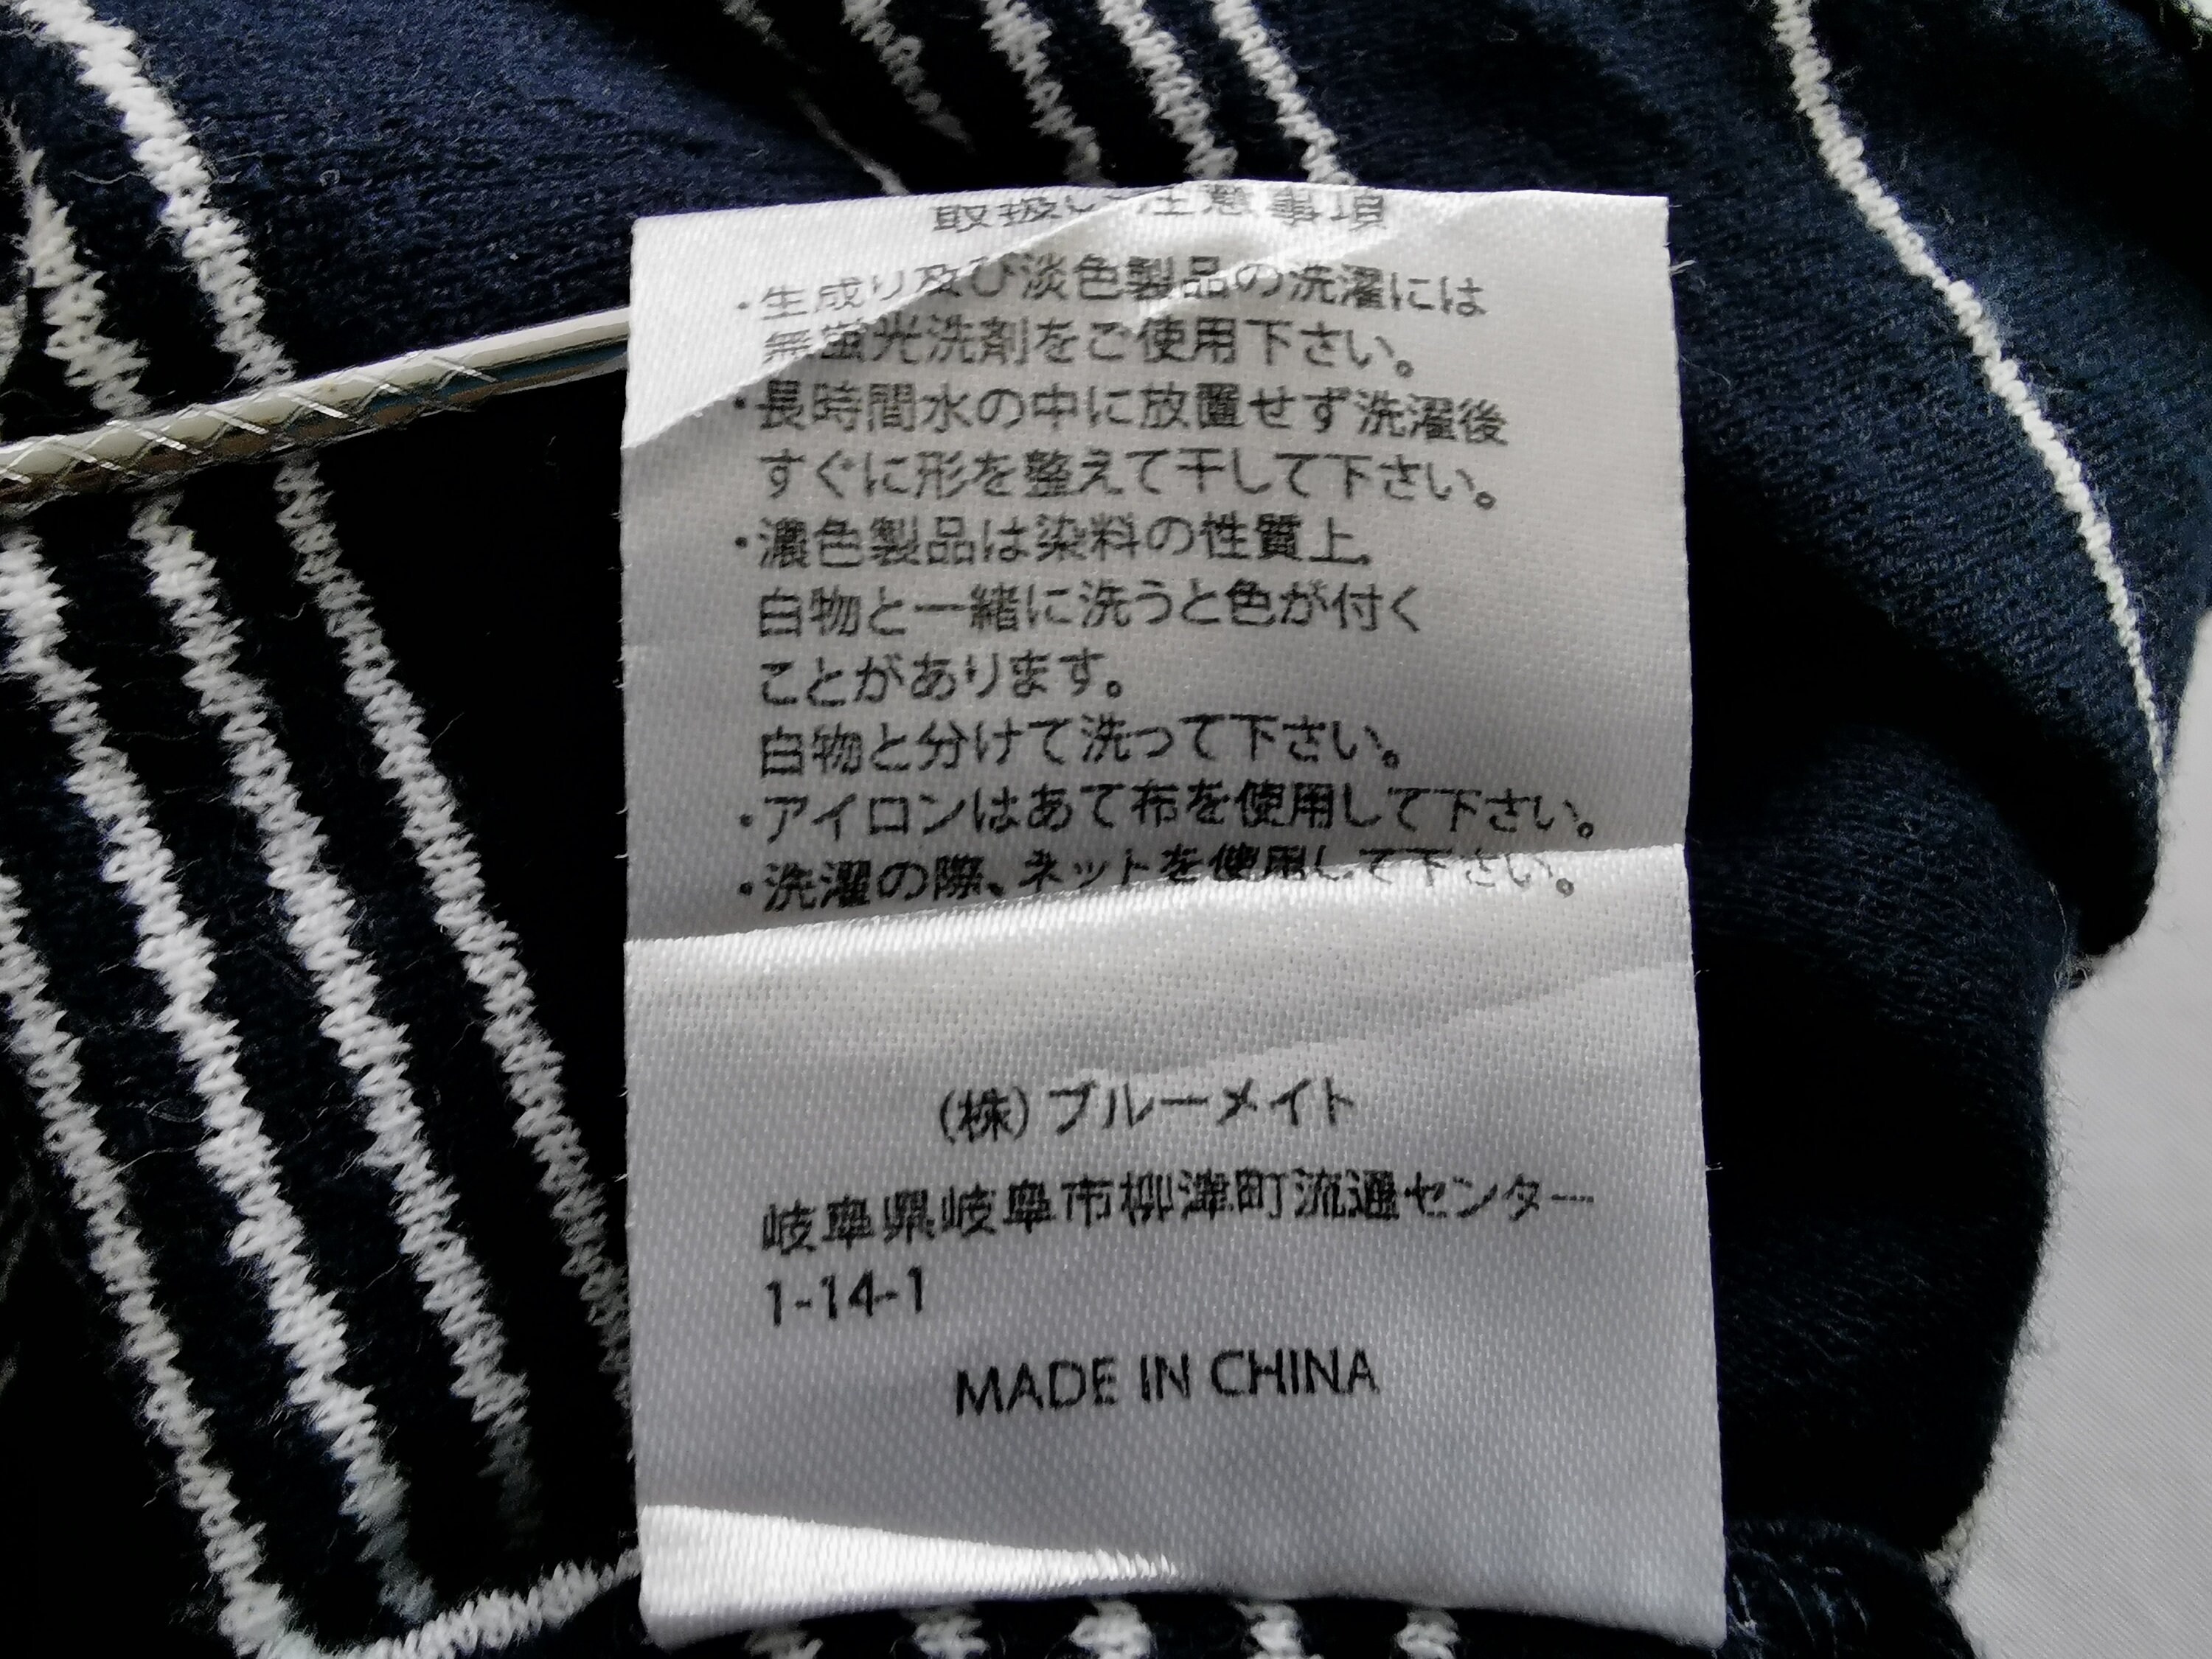 取扱い注意事項
・生成り及び淡色製品の洗濯には
無蛍光洗剤をご使用下さい。
・長時間水の中に放置せず洗濯後
すぐに形を整えて干して下さい。
・濃色製品は染料の性質上、
白物と一緒に洗うと色が付く
ことがあります。
白物と分けて洗って下さい。
・アイロンはあて布を使用して下さい。
・洗濯の際、ネットを使用して下さい。
(株)ブルーメイト
岐阜県岐阜市柳津町流通センター
1-14-1
MADE IN CHINA